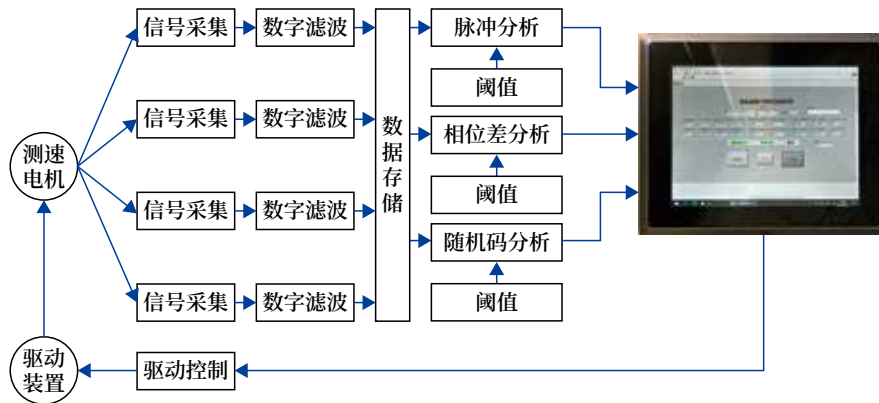 信号采集
数字滤波
脉冲分析
阈值
信号采集
数字滤波
相位差分析
测速
电机
数
据
存
储
阈值
信号采集
数字滤波
随机码分析
信号采集
数字滤波
阈值
驱动
装置
驱动控制